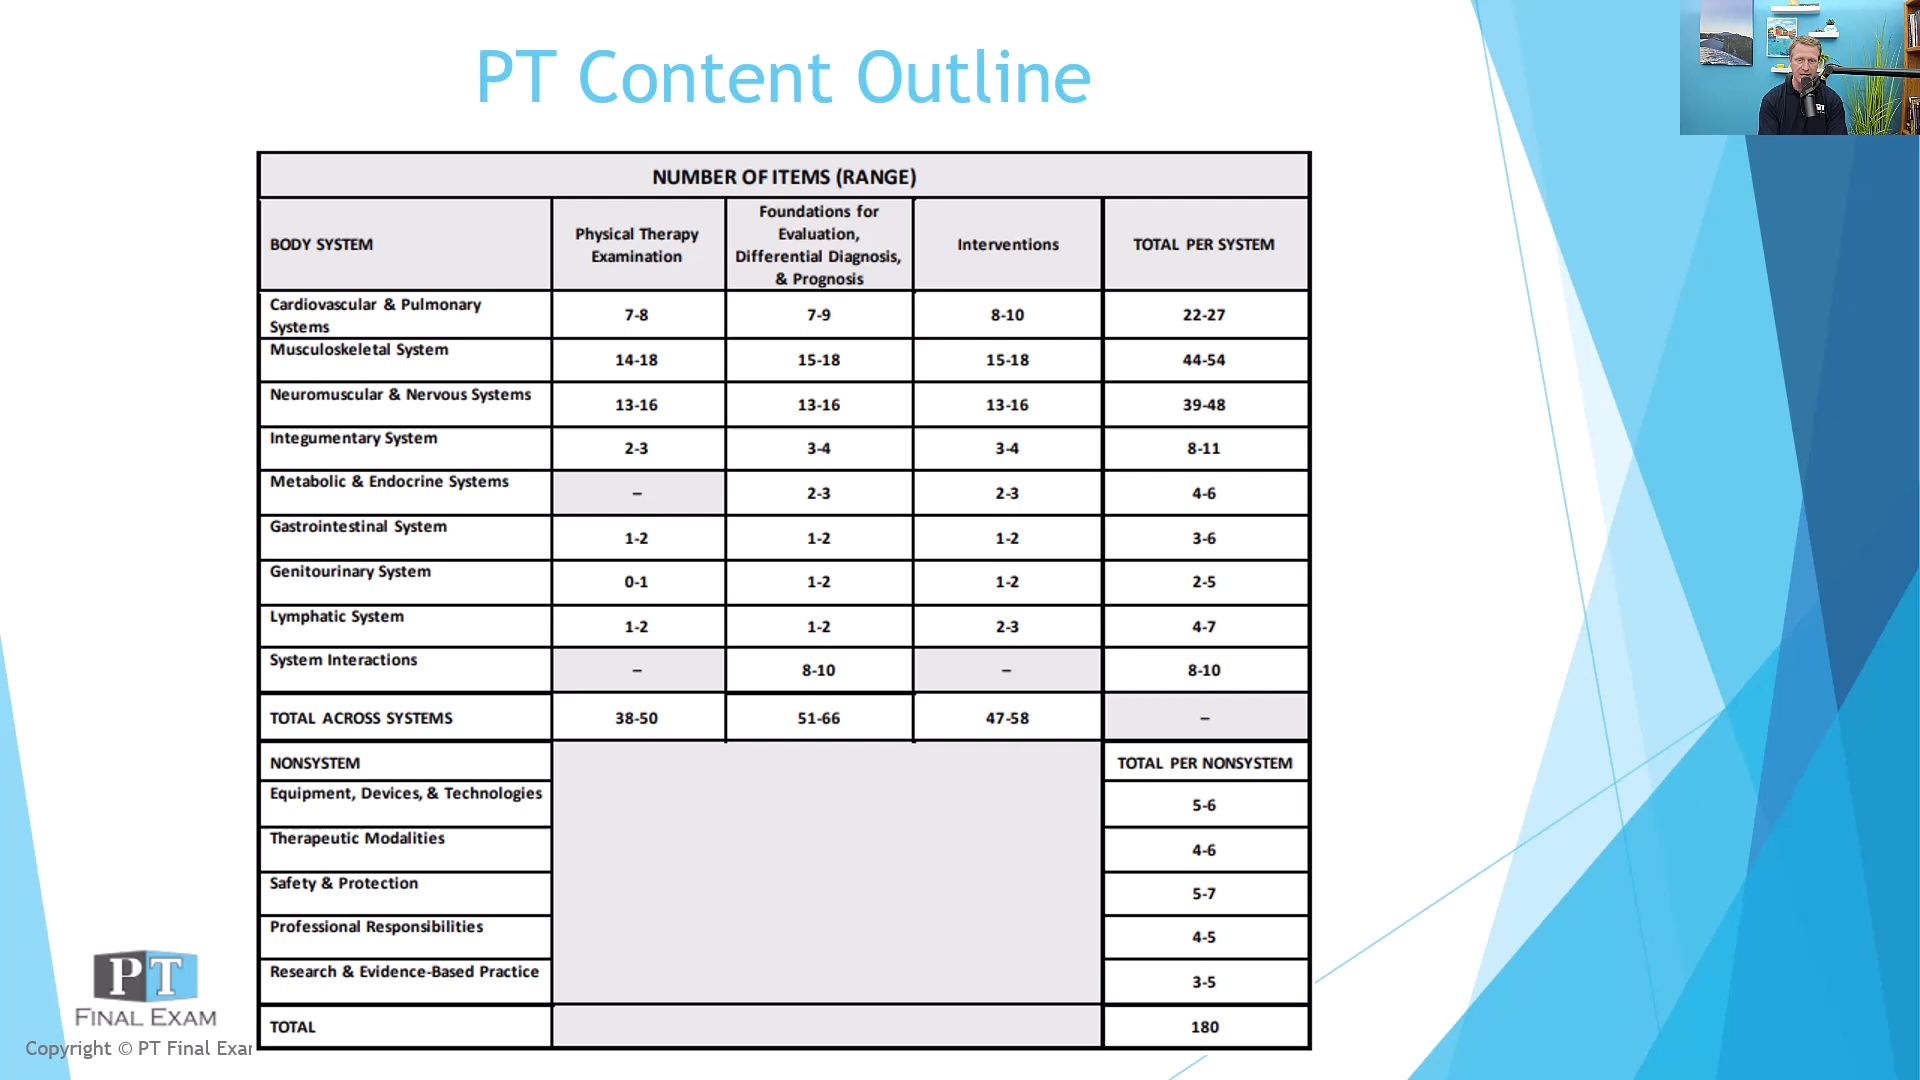 PT Content Outline
NUMBER OF ITEMS (RANGE)
BODY SYSTEM
Physical Therapy
Examination
Foundations for
Evaluation,
Differential Diagnosis,
& Prognosis
Interventions
TOTAL PER SYSTEM
Cardiovascular & Pulmonary
Systems
7-8
7-9
8-10
22-27
Musculoskeletal System
14-18
15-18
15-18
44-54
Neuromuscular & Nervous Systems
13-16
13-16
13-16
39-48
Integumentary System
2-3
3-4
3-4
8-11
Metabolic & Endocrine Systems
–
2-3
2-3
4-6
Gastrointestinal System
1-2
1-2
1-2
3-6
Genitourinary System
0-1
1-2
1-2
2-5
Lymphatic System
1-2
1-2
2-3
4-7
System Interactions
–
8-10
–
8-10
TOTAL ACROSS SYSTEMS
38-50
51-66
47-58
–
NONSYSTEM
TOTAL PER NONSYSTEM
Equipment, Devices, & Technologies
5-6
Therapeutic Modalities
4-6
Safety & Protection
5-7
Professional Responsibilities
4-5
Research & Evidence-Based Practice
3-5
TOTAL
180
PT
FINAL EXAM
Copyright © PT Final Exar